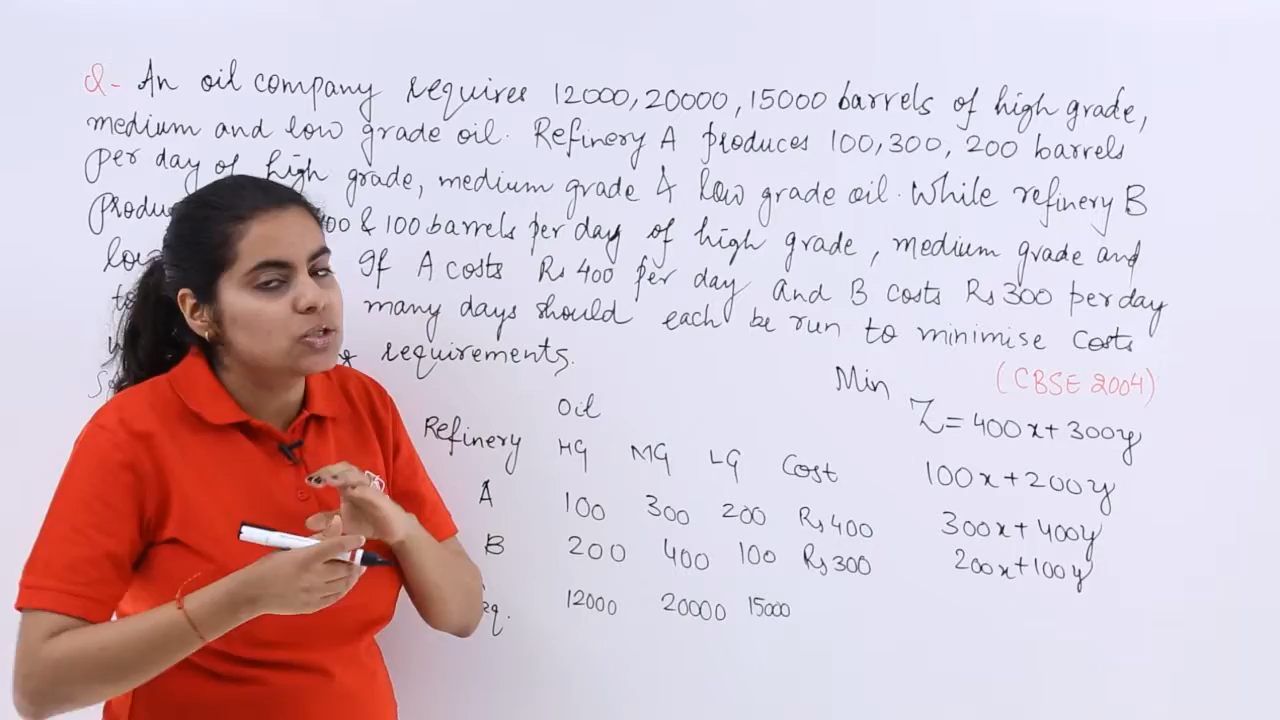 Q- An oil company requires 12000, 20000, 15000 barrels of high grade,
medium and low grade oil. Refinery A produces 100, 300, 200 barrels
per day of high grade, medium grade & low grade oil. While refinery B
& 100 barrels per day of high grade, medium grade and
If A costs Rs 400 per day and B costs Rs 300 per day
many days should each be run to minimise costs
requirements.
(CBSE 2004)
Min Z = 400x + 300y
Oil
Refinery HG MG LG Cost
100x + 200y
A 100 300 200 Rs 400
300x + 400y
B 200 400 100 Rs 300
200x + 100y
12000 20000 15000